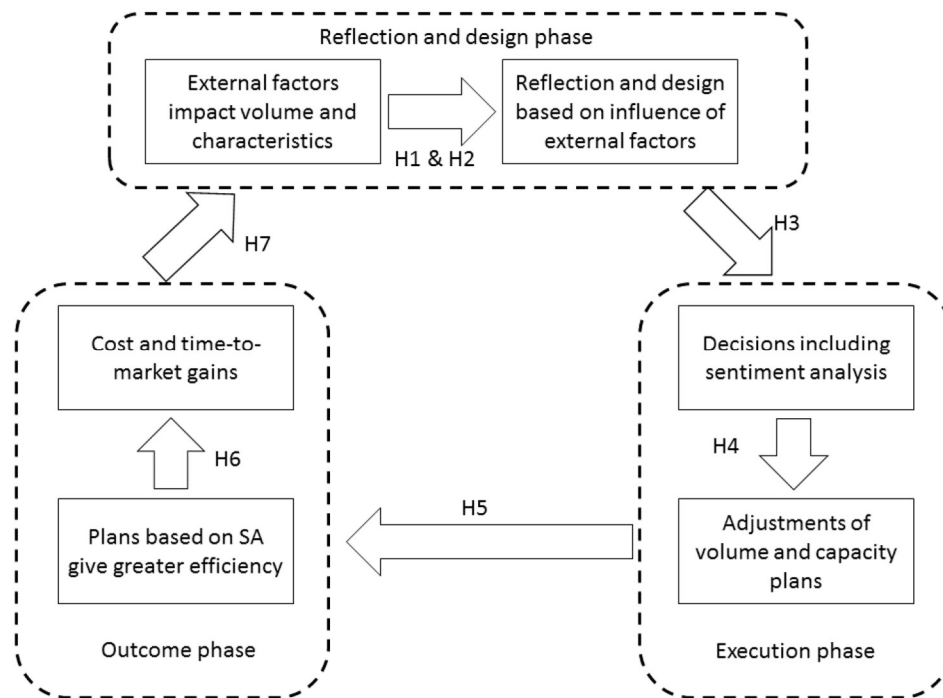 Reflection and design phase
External factors
impact volume and
characteristics
H1 & H2
Reflection and design
based on influence of
external factors
H3
H7
Cost and time-to-
market gains
H6
Plans based on SA
give greater efficiency
Outcome phase
H5
Decisions including
sentiment analysis
H4
Adjustments of
volume and capacity
plans
Execution phase